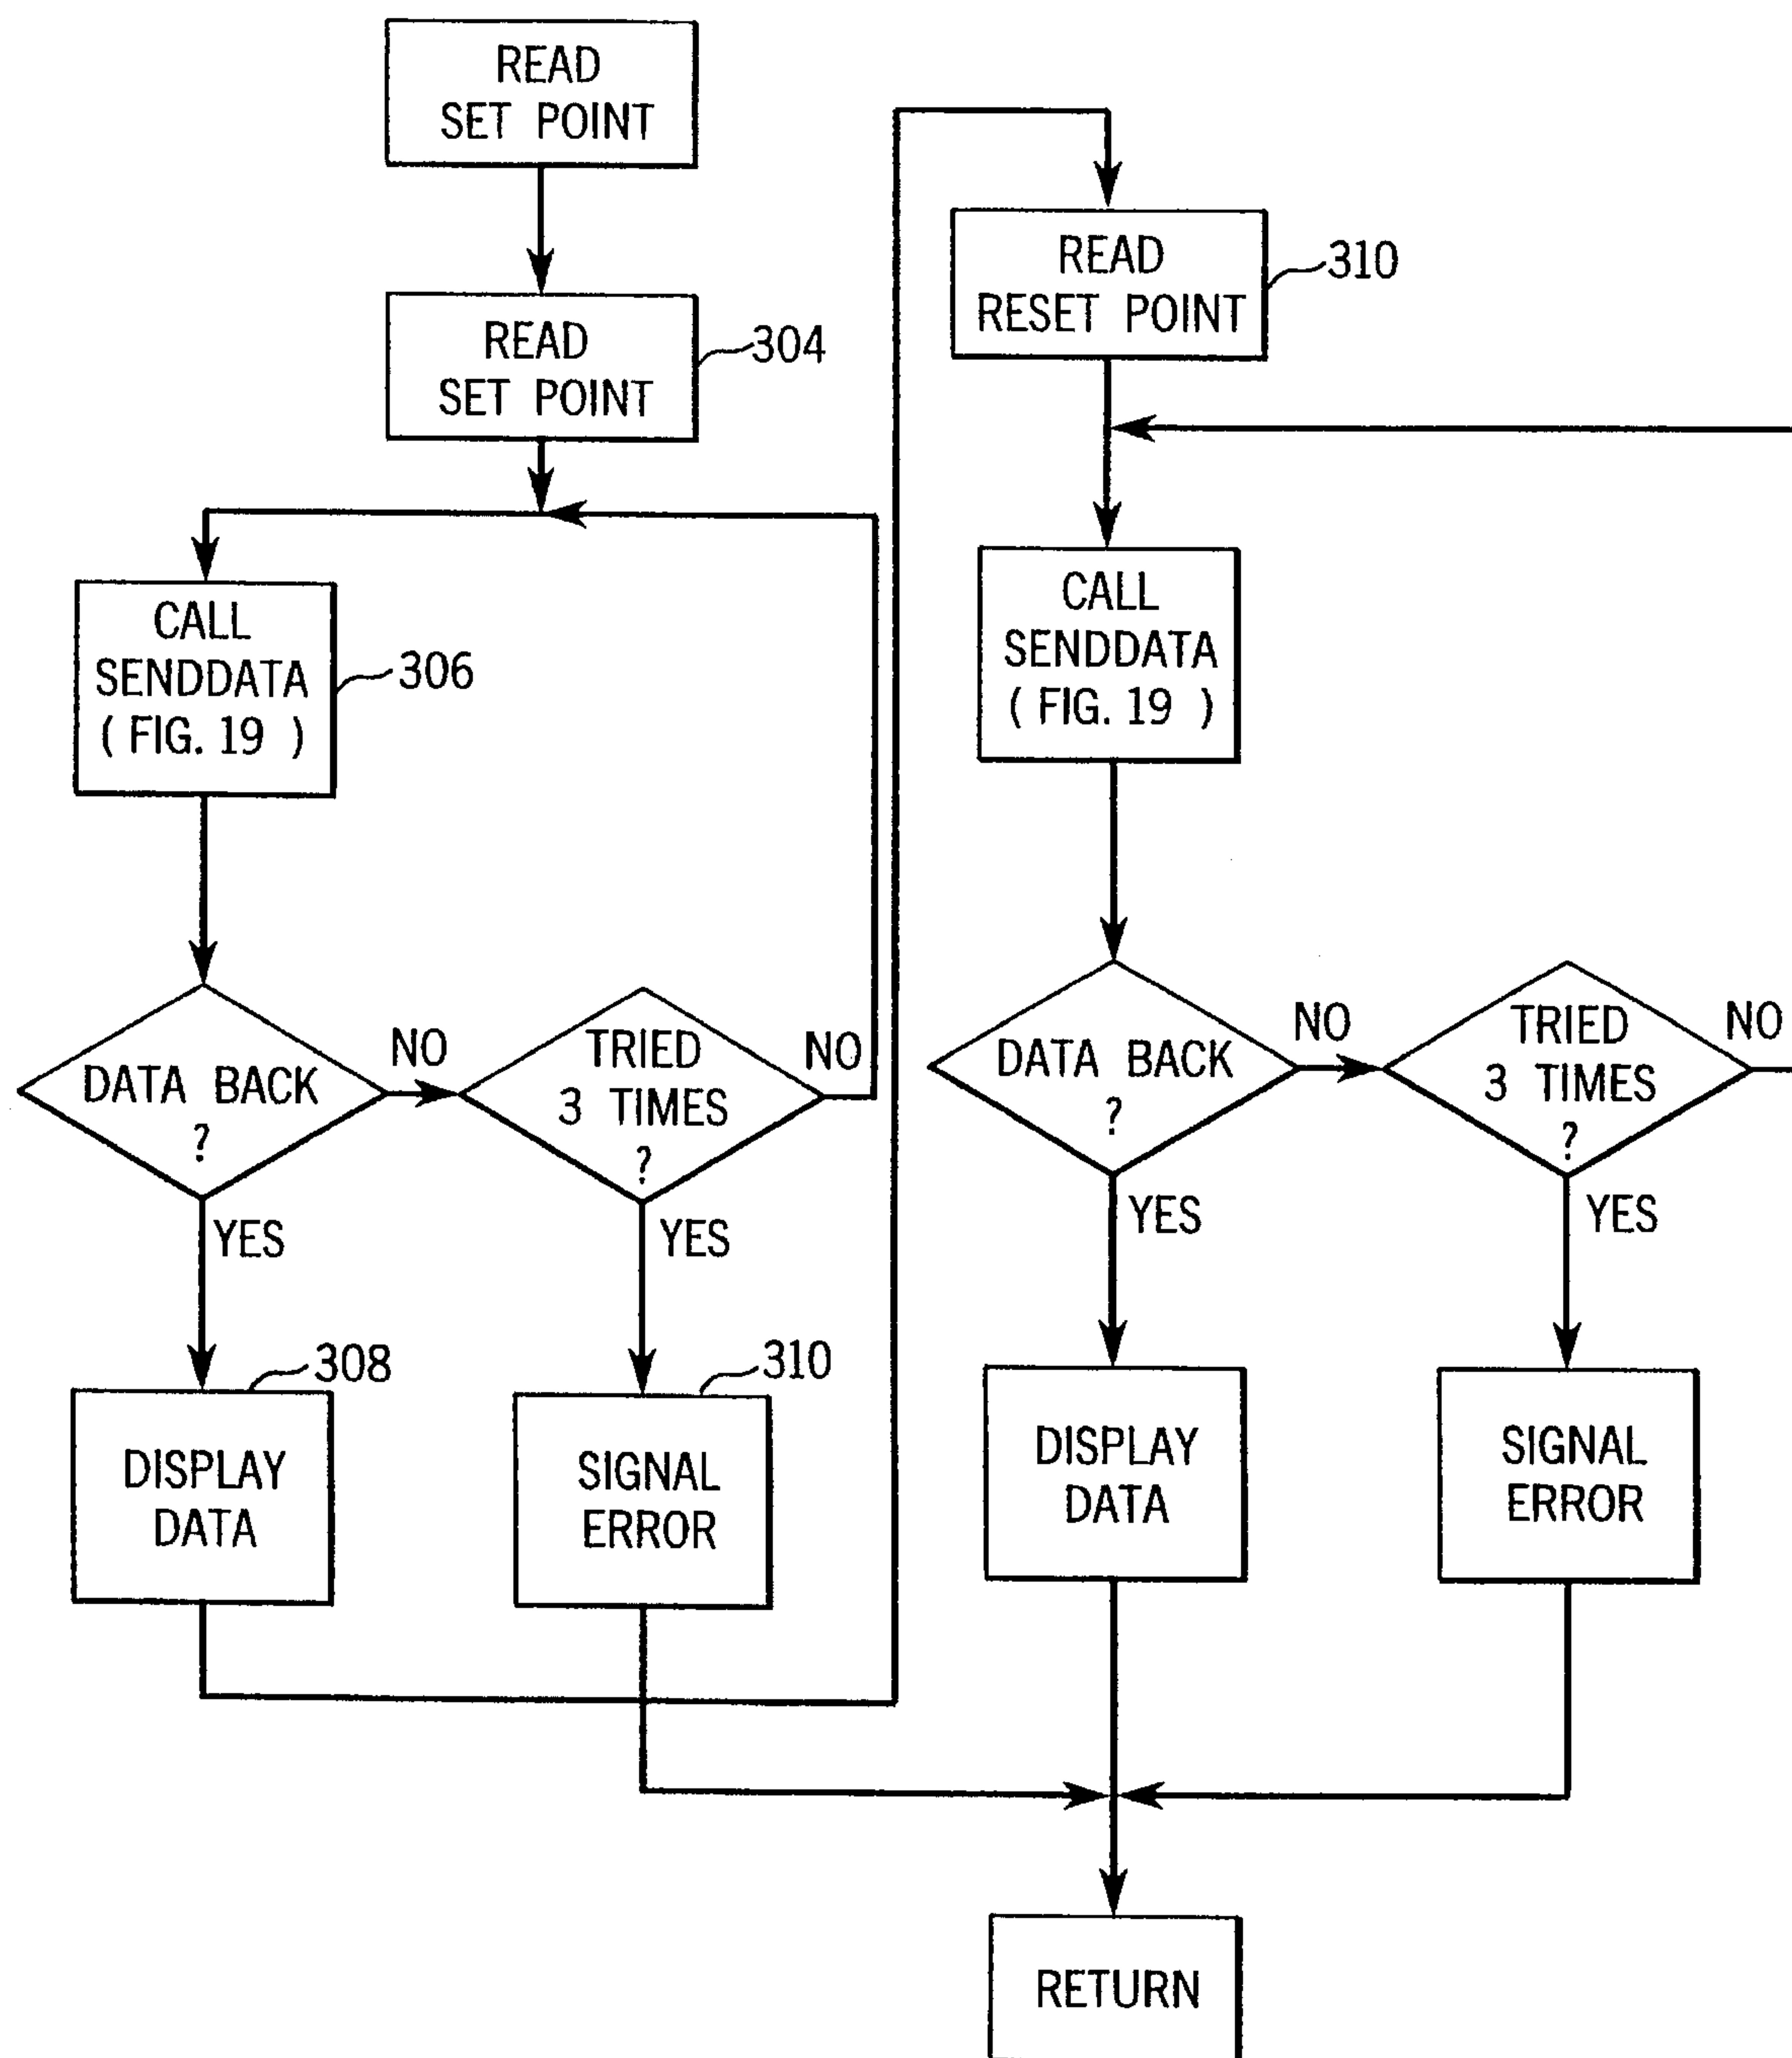 READ
SET POINT
READ
SET POINT
304
CALL
SENDDATA
( FIG. 19 )
306
DATA BACK
?
NO
YES
TRIED
3 TIMES
?
NO
YES
308
DISPLAY
DATA
310
SIGNAL
ERROR
READ
RESET POINT
310
CALL
SENDDATA
( FIG. 19 )
DATA BACK
?
NO
YES
TRIED
3 TIMES
?
NO
YES
DISPLAY
DATA
SIGNAL
ERROR
RETURN